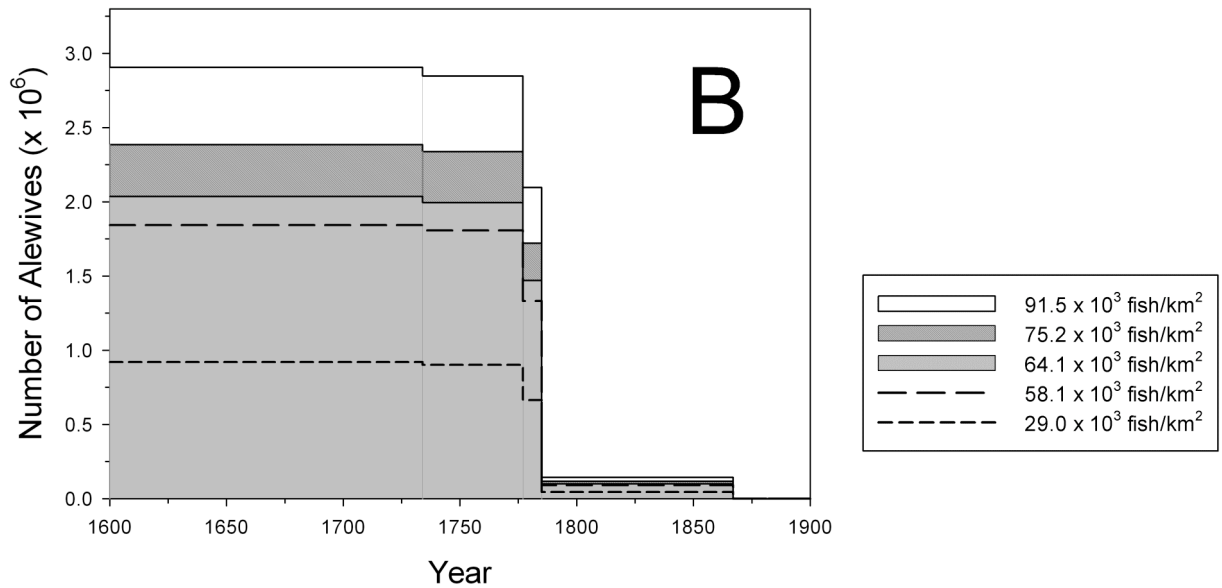 B
Number of Alewives (x 10⁶)
3.0
2.5
2.0
1.5
1.0
0.5
0.0
1600 1650 1700 1750 1800 1850 1900
Year
91.5 x 10³ fish/km²
75.2 x 10³ fish/km²
64.1 x 10³ fish/km²
58.1 x 10³ fish/km²
29.0 x 10³ fish/km²